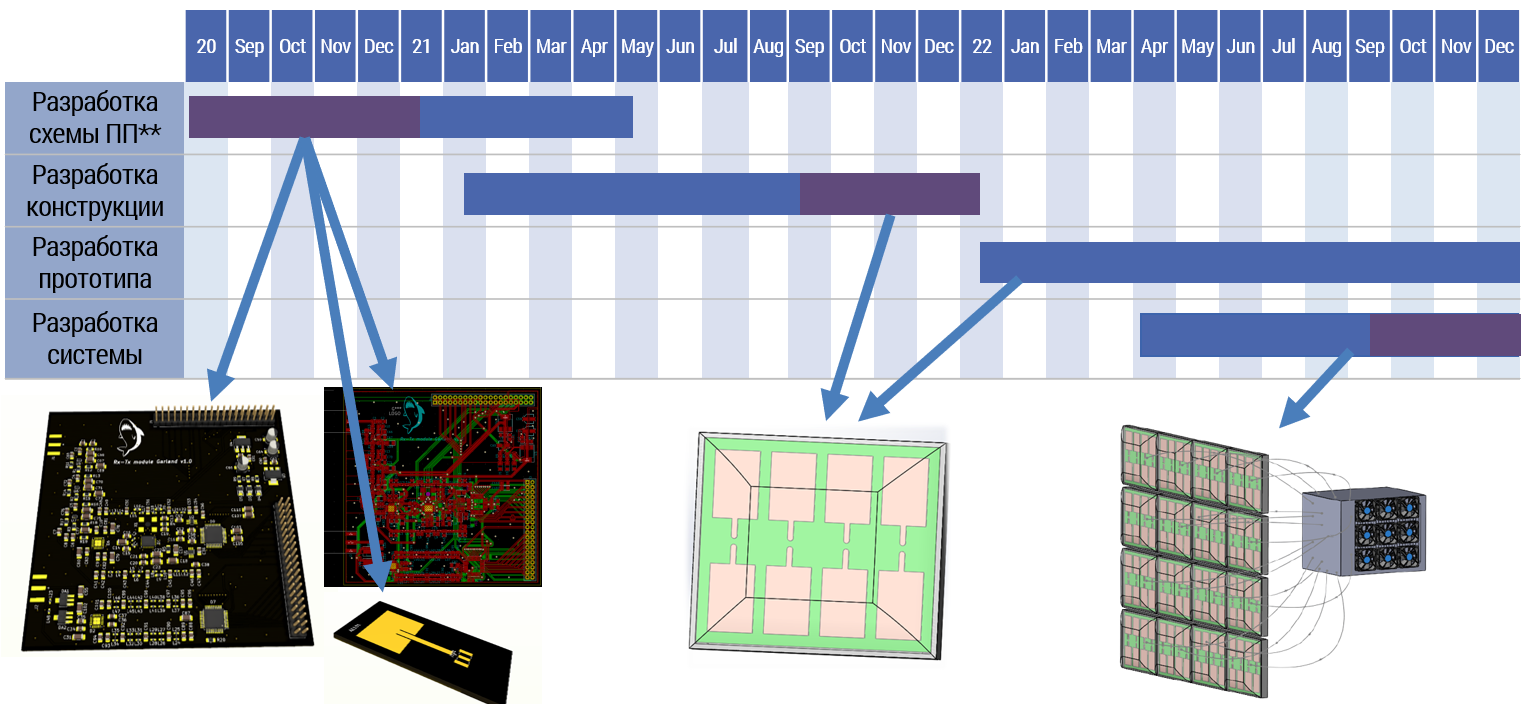 20 Sep Oct Nov Dec 21 Jan Feb Mar Apr May Jun Jul Aug Sep Oct Nov Dec 22 Jan Feb Mar Apr May Jun Jul Aug Sep Oct Nov Dec
Разработка
схемы ПП**
Разработка
конструкции
Разработка
прототипа
Разработка
системы
Rx-Tx module Garland v1.0
LOGO